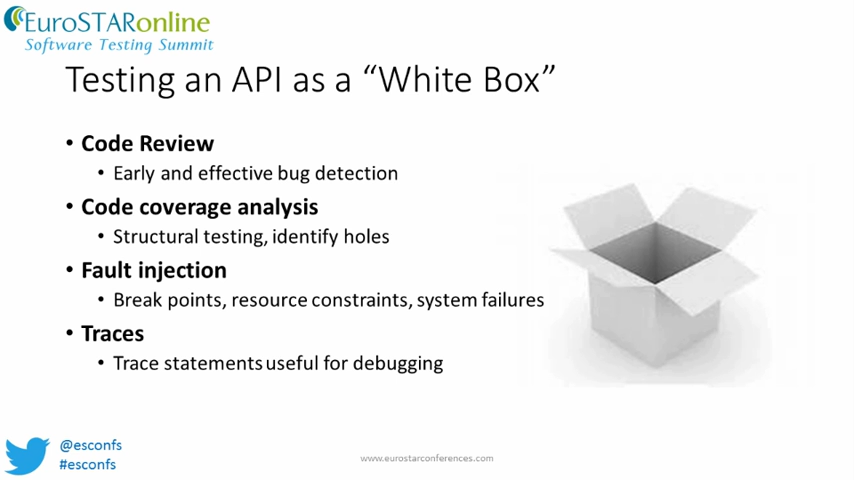 EuroSTARonline
Software Testing Summit
Testing an API as a “White Box”
• Code Review
• Early and effective bug detection
• Code coverage analysis
• Structural testing, identify holes
• Fault injection
• Break points, resource constraints, system failures
• Traces
• Trace statements useful for debugging
@esconfs
#esconfs
www.eurostarconferences.com